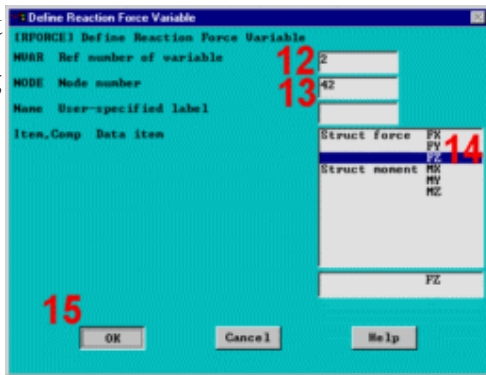 Define Reaction Force Variable
[RFORCE] Define Reaction Force Variable
NVAR Ref number of variable 12 2
NODE Node number 13 42
Name User-specified label
Item,Comp Data item Struct force FX
FY 14
FZ
Struct moment MX
MY
MZ
FZ
15
OK Cancel Help